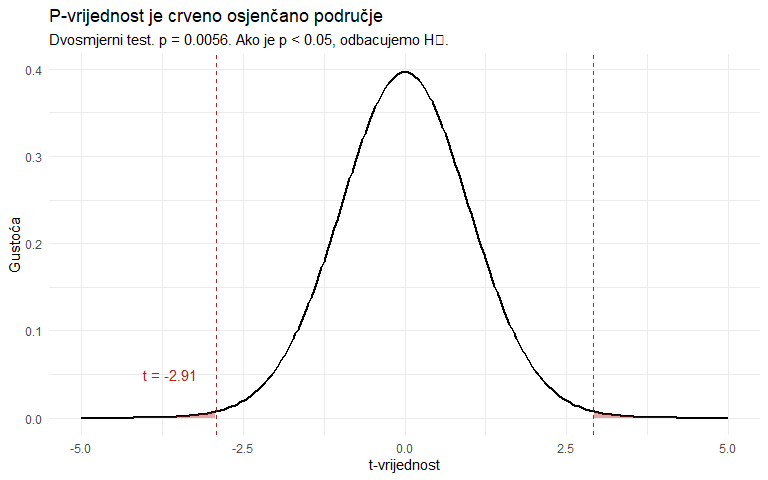 P-vrijednost je crveno osjenčano područje
Dvosmjerni test. p = 0.0056. Ako je p < 0.05, odbacujemo H▯.
0.4
0.3
0.2
0.1
0.0
Gustoća
t = -2.91
-5.0 -2.5 0.0 2.5 5.0
t-vrijednost